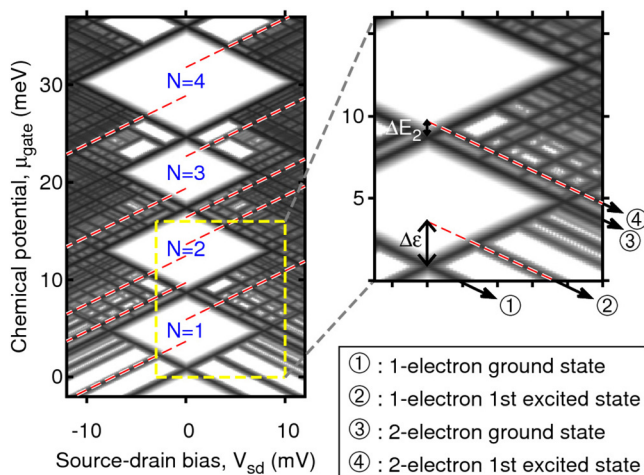 Chemical potential, μgate (meV)
30
20
10
0
N=4
N=3
N=2
N=1
-10
0
10
Source-drain bias, Vsd (mV)
10
5
ΔE2
Δε
④
③
①
②
① : 1-electron ground state
② : 1-electron 1st excited state
③ : 2-electron ground state
④ : 2-electron 1st excited state